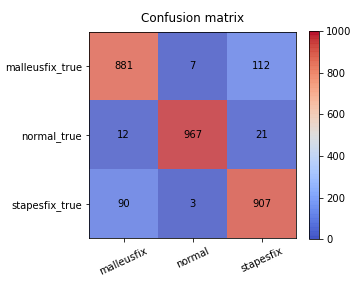 Confusion matrix
malleusfix_true 881 7 112
normal_true 12 967 21
stapesfix_true 90 3 907
malleusfix normal stapesfix
1000
800
600
400
200
0